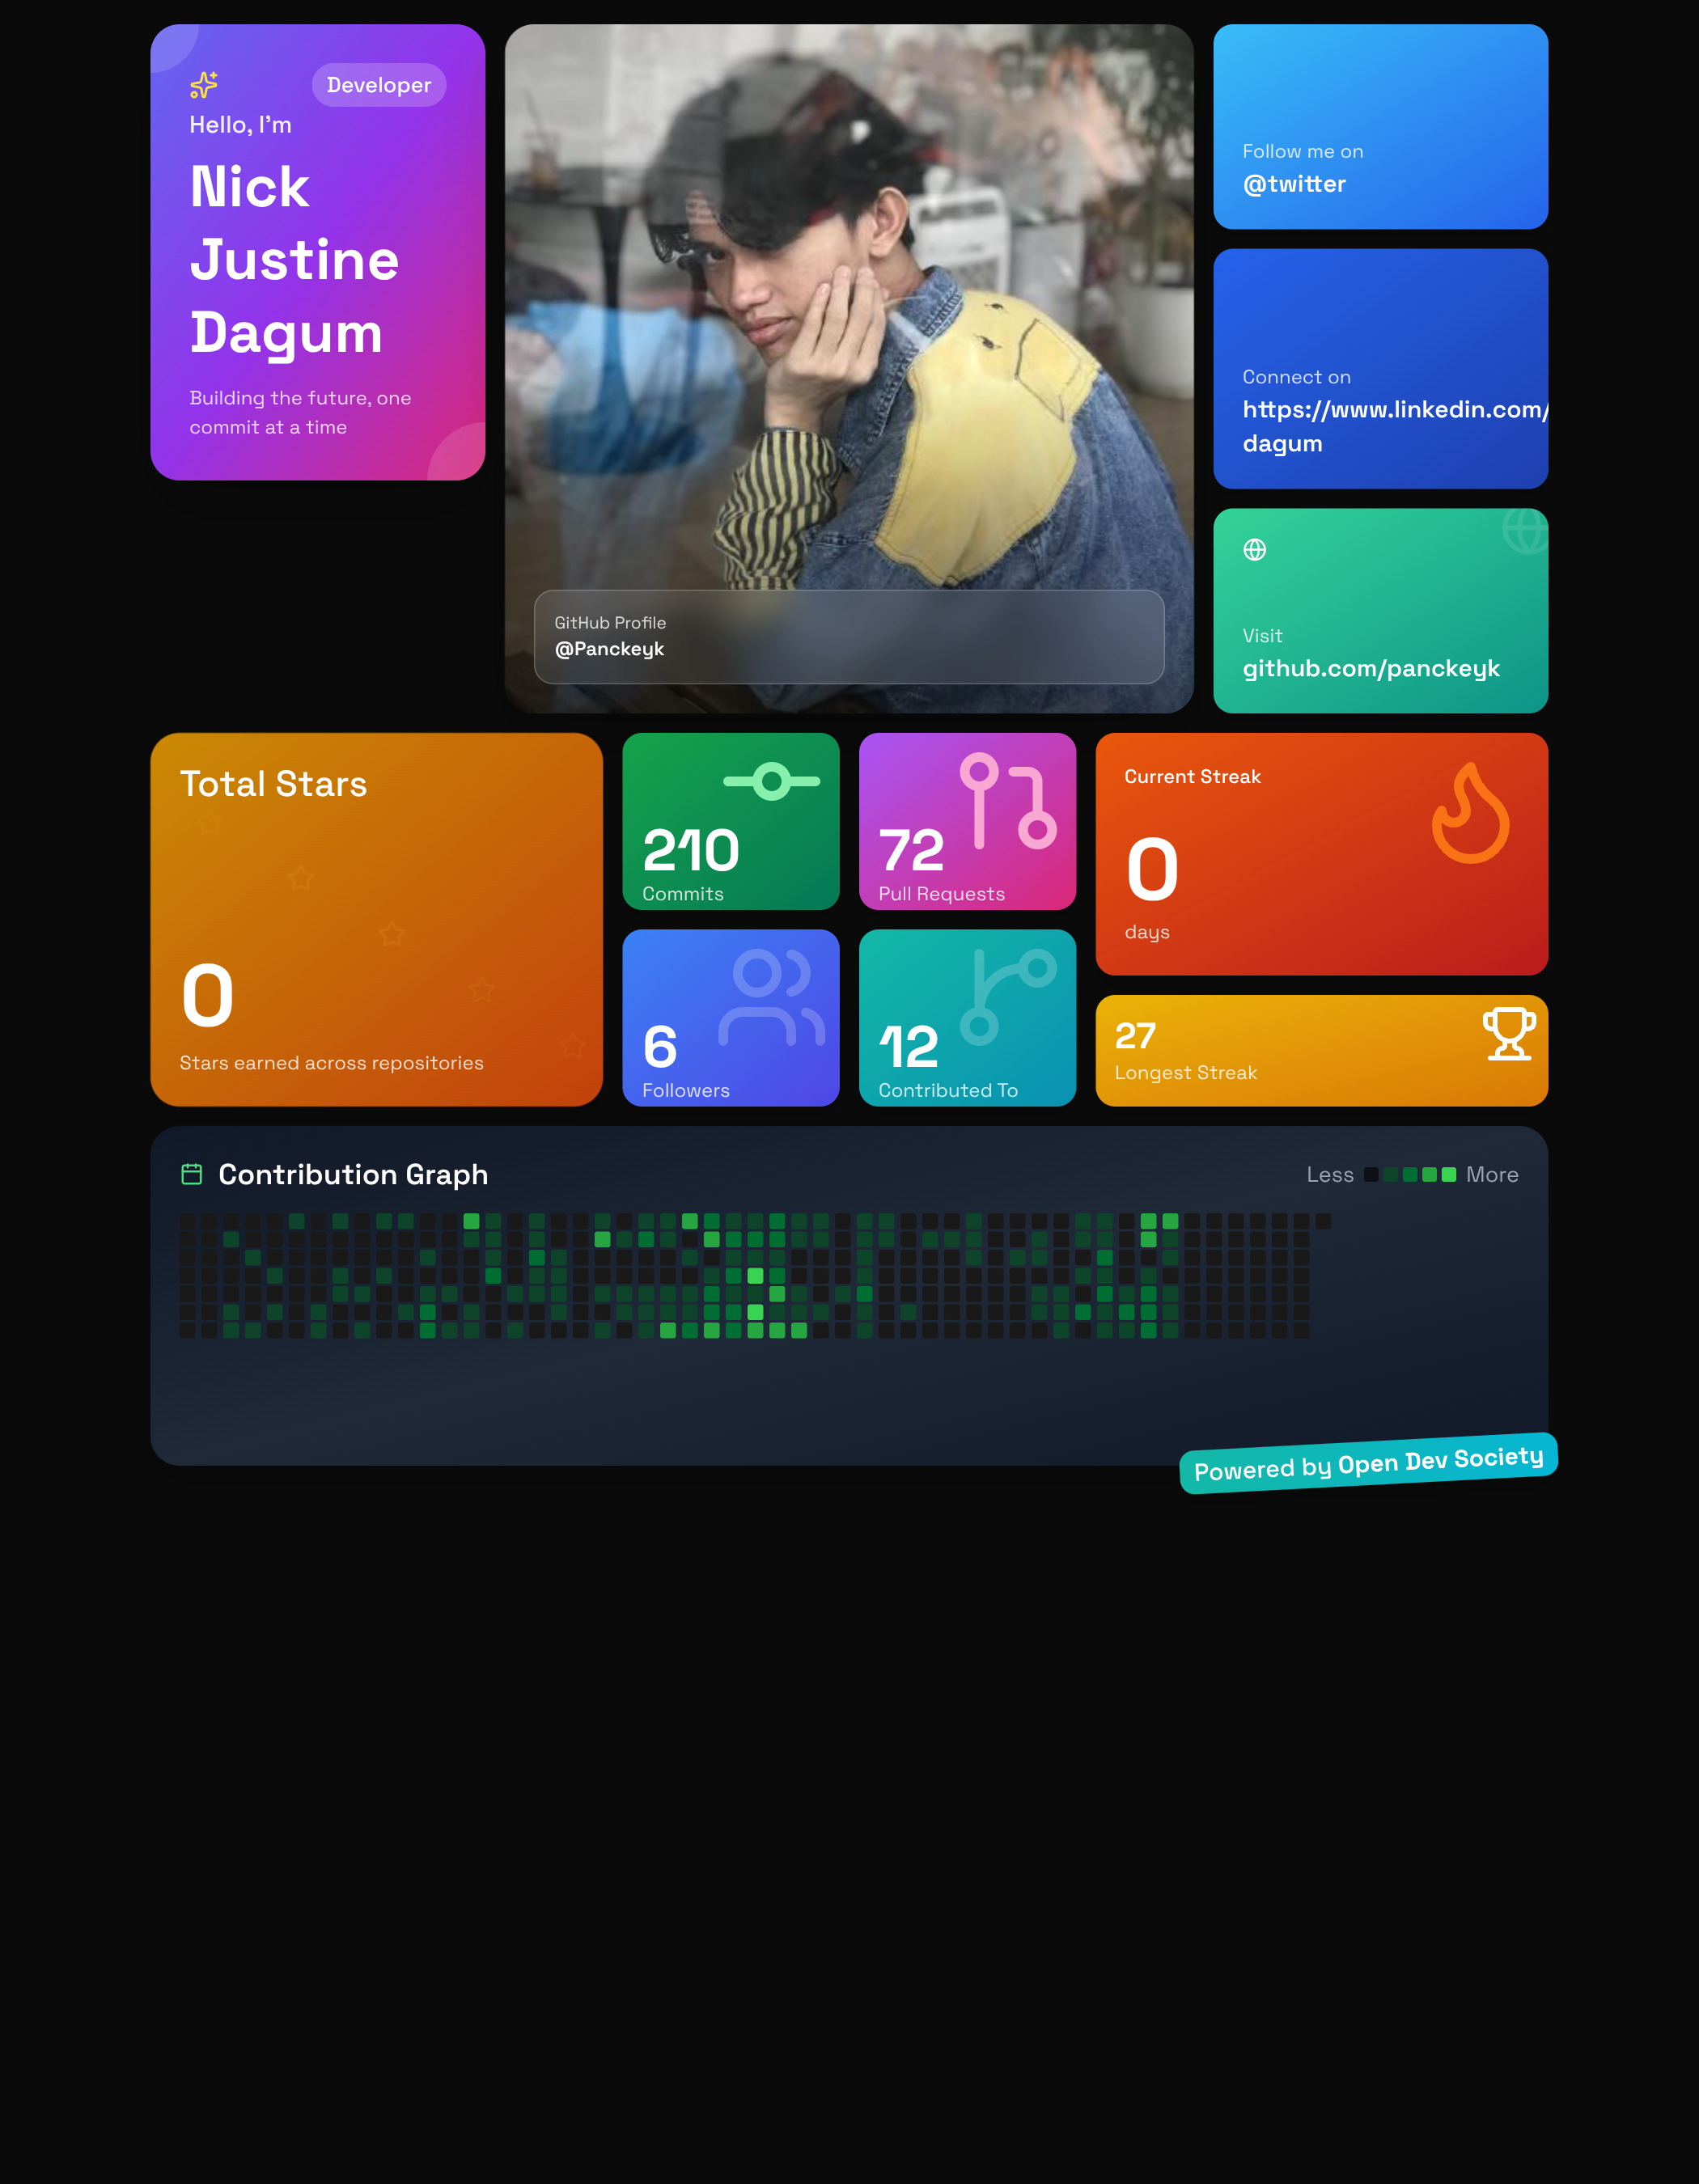 Developer
Hello, I'm
Nick
Justine
Dagum
Building the future, one
commit at a time
GitHub Profile
@Panckeyk
Follow me on
@twitter
Connect on
https://www.linkedin.com/
dagum
Visit
github.com/panckeyk
Total Stars
0
Stars earned across repositories
210
Commits
72
Pull Requests
6
Followers
12
Contributed To
Current Streak
0
days
27
Longest Streak
Contribution Graph
Less
More
Powered by Open Dev Society